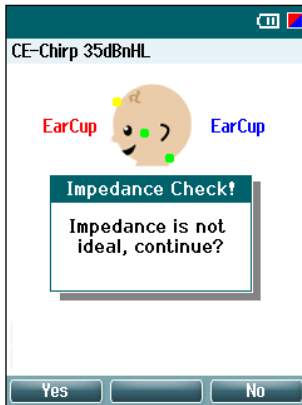 CE-Chirp 35dBnHL
EarCup EarCup
Impedance Check!
Impedance is not
ideal, continue?
Yes No